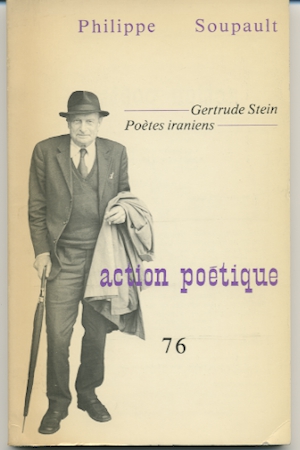 Philippe Soupault
Gertrude Stein
Poètes iraniens
action poétique
76